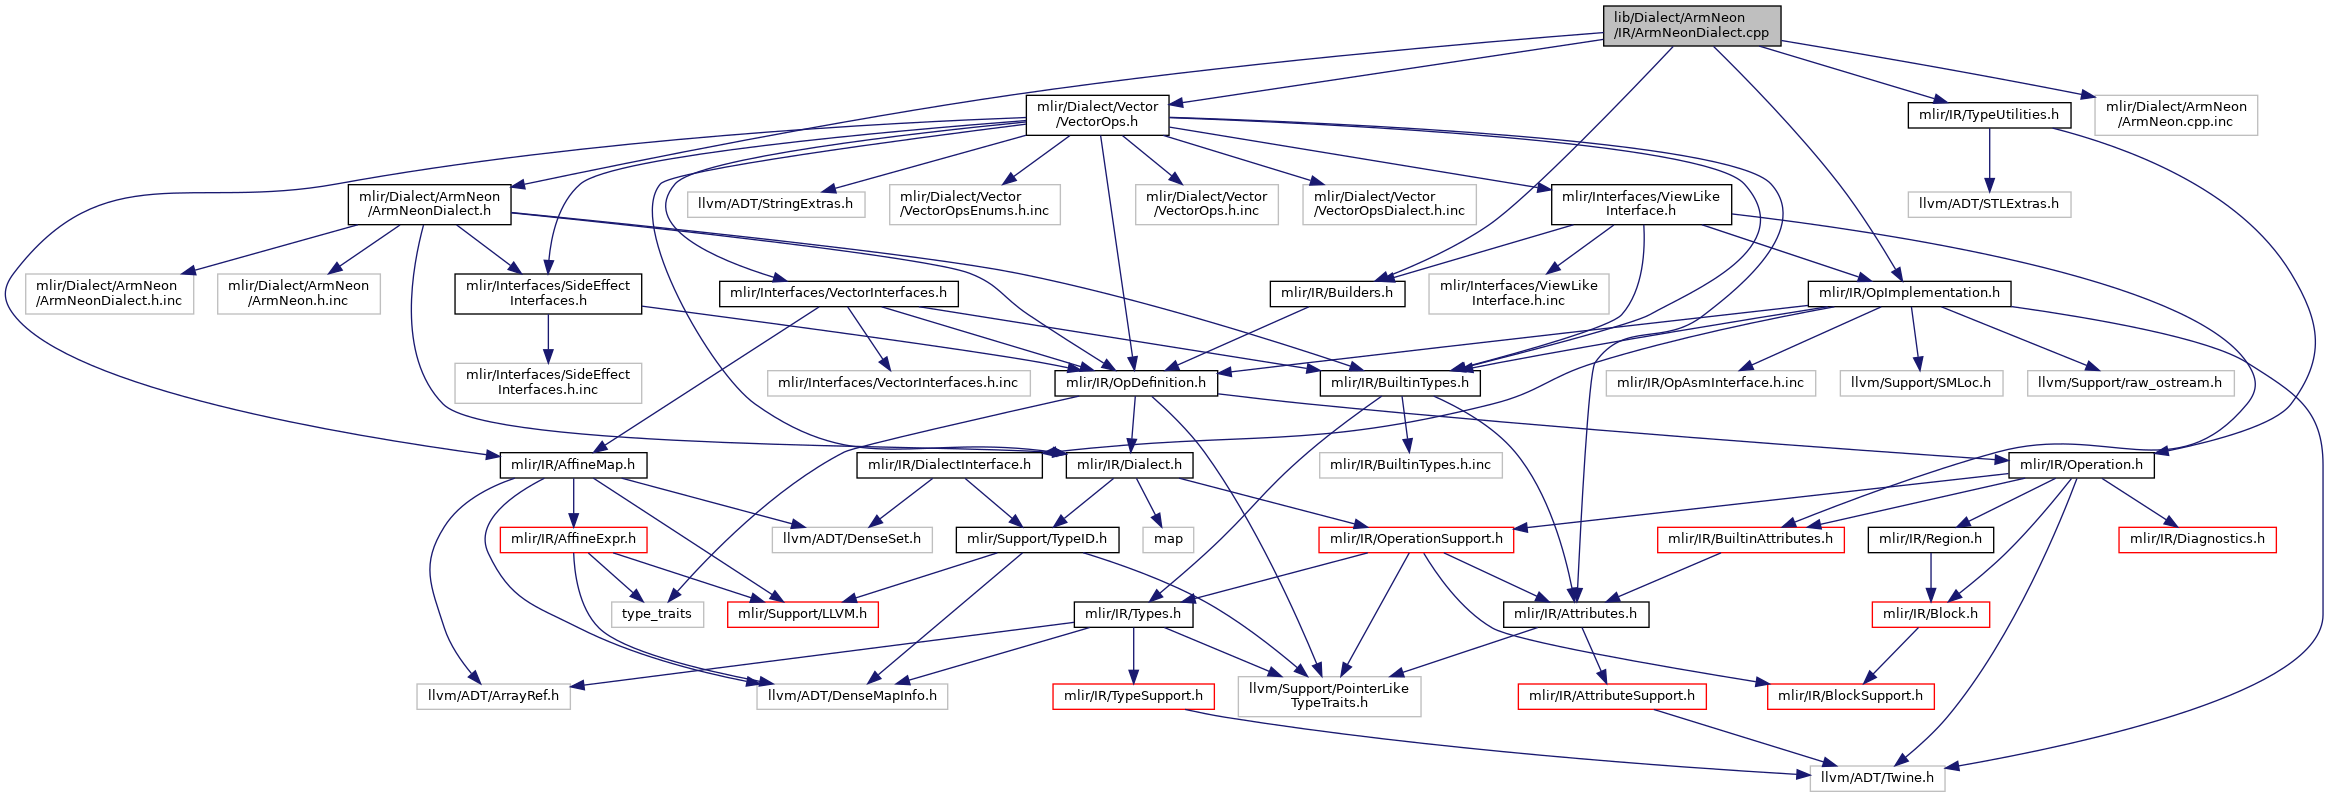 lib/Dialect/ArmNeon
/IR/ArmNeonDialect.cpp
mlir/Dialect/Vector
/VectorOps.h
mlir/IR/TypeUtilities.h
mlir/Dialect/ArmNeon
/ArmNeon.cpp.inc
mlir/Dialect/ArmNeon
/ArmNeonDialect.h
llvm/ADT/StringExtras.h
mlir/Dialect/Vector
/VectorOpsEnums.h.inc
mlir/Dialect/Vector
/VectorOps.h.inc
mlir/Dialect/Vector
/VectorOpsDialect.h.inc
mlir/Interfaces/ViewLike
Interface.h
llvm/ADT/STLExtras.h
mlir/Dialect/ArmNeon
/ArmNeonDialect.h.inc
mlir/Dialect/ArmNeon
/ArmNeon.h.inc
mlir/Interfaces/SideEffect
Interfaces.h
mlir/Interfaces/VectorInterfaces.h
mlir/IR/Builders.h
mlir/Interfaces/ViewLike
Interface.h.inc
mlir/IR/OpImplementation.h
mlir/Interfaces/SideEffect
Interfaces.h.inc
mlir/Interfaces/VectorInterfaces.h.inc
mlir/IR/OpDefinition.h
mlir/IR/BuiltinTypes.h
mlir/IR/OpAsmInterface.h.inc
llvm/Support/SMLoc.h
llvm/Support/raw_ostream.h
mlir/IR/AffineMap.h
mlir/IR/DialectInterface.h
mlir/IR/Dialect.h
mlir/IR/BuiltinTypes.h.inc
mlir/IR/Operation.h
mlir/IR/AffineExpr.h
llvm/ADT/DenseSet.h
mlir/Support/TypeID.h
map
mlir/IR/OperationSupport.h
mlir/IR/BuiltinAttributes.h
mlir/IR/Region.h
mlir/IR/Diagnostics.h
type_traits
mlir/Support/LLVM.h
mlir/IR/Types.h
mlir/IR/Attributes.h
mlir/IR/Block.h
llvm/ADT/ArrayRef.h
llvm/ADT/DenseMapInfo.h
mlir/IR/TypeSupport.h
llvm/Support/PointerLike
TypeTraits.h
mlir/IR/AttributeSupport.h
mlir/IR/BlockSupport.h
llvm/ADT/Twine.h